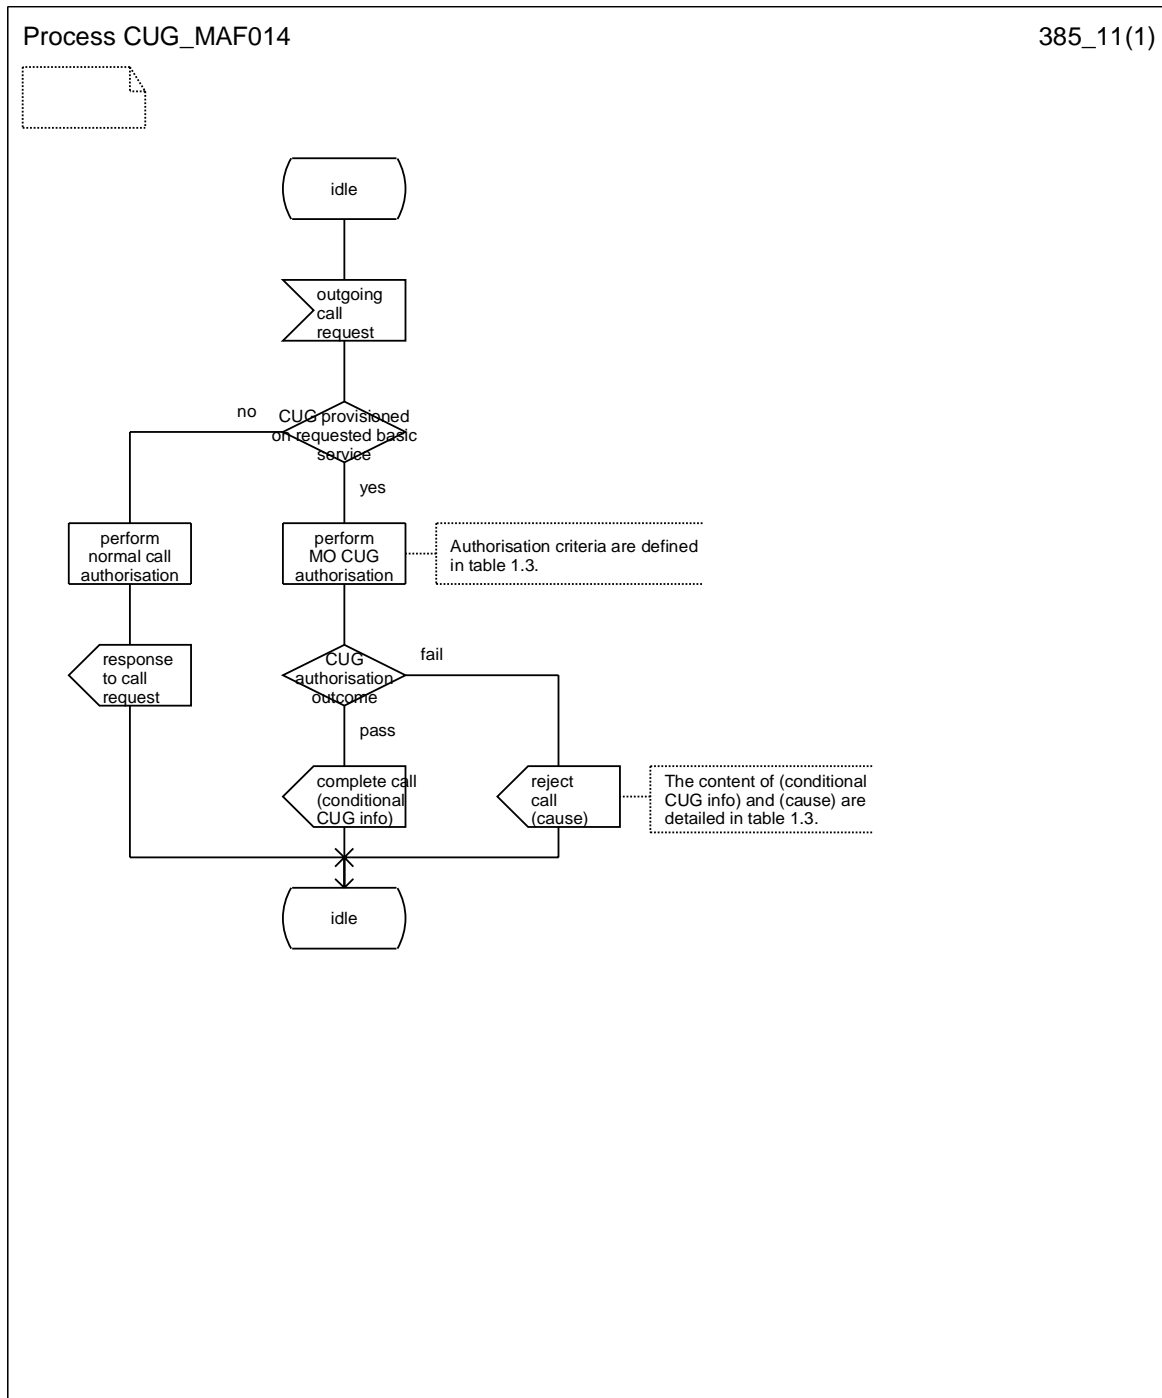 Process CUG_MAF014
385_11(1)
idle
outgoing
call
request
no
CUG provisioned
on requested basic
service
yes
perform
normal call
authorisation
perform
MO CUG
authorisation
Authorisation criteria are defined
in table 1.3.
response
to call
request
CUG
authorisation
outcome
fail
pass
complete call
(conditional
CUG info)
reject
call
(cause)
The content of (conditional
CUG info) and (cause) are
detailed in table 1.3.
idle